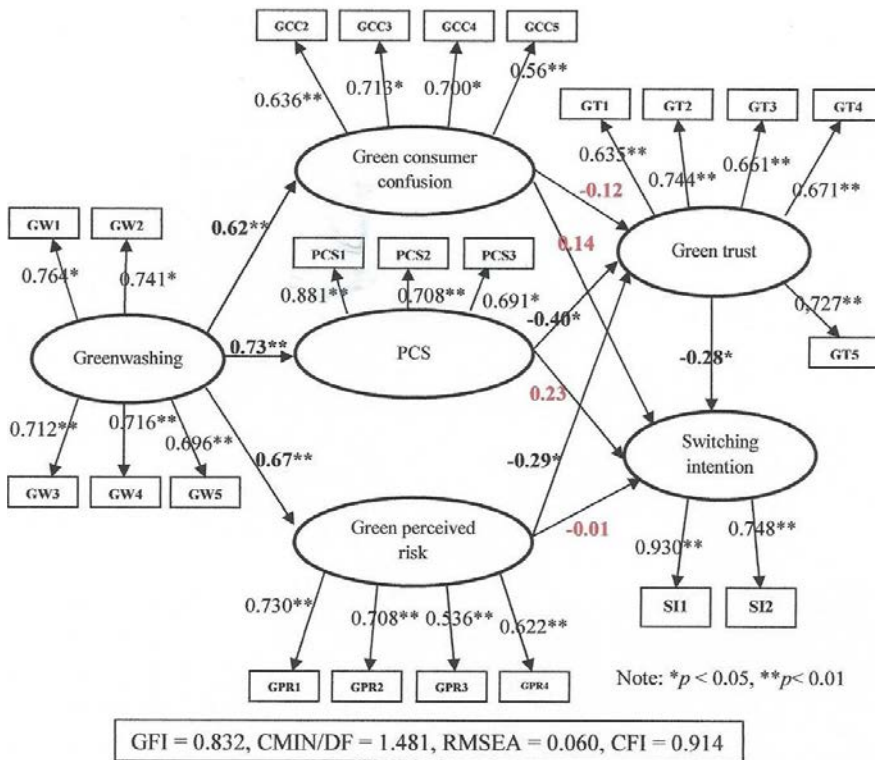 GCC2
GCC3
GCC4
GCC5
0.636**
0.713*
0.700*
0.56**
GT1
GT2
GT3
GT4
Green consumer
confusion
0.635**
0.744**
0.661**
0.671**
-0.12
GW1
GW2
0.62**
PCS1
PCS2
PCS3
0.14
Green trust
0.764*
0.741*
0.881**
0.708**
0.691*
0,727**
-0.40*
Greenwashing
0.73**
PCS
-0.28*
GT5
0.23
0.712**
0.716**
0.696**
0.67**
-0.29*
Switching
intention
GW3
GW4
GW5
Green perceived
risk
-0.01
0.930**
0.748**
0.730**
0.708**
0.536**
0.622**
SI1
SI2
GPR1
GPR2
GPR3
GPR4
Note: *p < 0.05, **p< 0.01
GFI = 0.832, CMIN/DF = 1.481, RMSEA = 0.060, CFI = 0.914